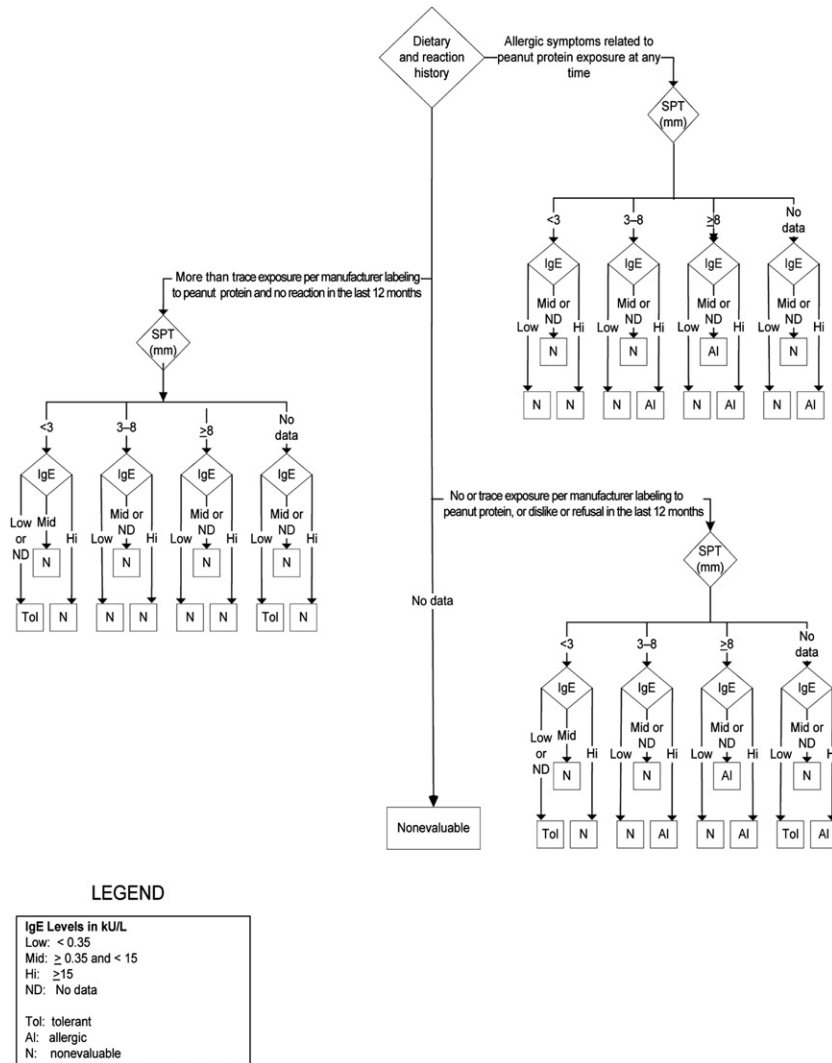 Dietary
and reaction
history
Allergic symptoms related to
peanut protein exposure at any
time
SPT
(mm)
<3
3–8
≥8
No
data
IgE
IgE
IgE
IgE
Mid or
ND
Mid or
ND
Mid or
ND
Mid or
ND
Low
Hi
Low
Hi
Low
Hi
Low
Hi
N
N
Al
N
N
N
N
Al
N
Al
N
Al
More than trace exposure per manufacturer labeling
to peanut protein and no reaction in the last 12 months
SPT
(mm)
<3
3–8
≥8
No
data
IgE
IgE
IgE
IgE
Low
or
ND
Mid
Hi
Mid or
ND
Low
Hi
Mid or
ND
Low
Hi
Mid or
ND
Low
Hi
N
N
N
N
Tol
N
N
N
N
N
Tol
N
No or trace exposure per manufacturer labeling to
peanut protein, or dislike or refusal in the last 12 months
SPT
(mm)
<3
3–8
≥8
No
data
IgE
IgE
IgE
IgE
Low
or
ND
Mid
Hi
Mid or
ND
Low
Hi
Mid or
ND
Low
Hi
Mid or
ND
Low
Hi
N
N
Al
N
Tol
N
N
Al
N
Al
Tol
Al
No data
Nonevaluable
LEGEND
IgE Levels in kU/L
Low: < 0.35
Mid: ≥ 0.35 and < 15
Hi: ≥15
ND: No data
Tol: tolerant
Al: allergic
N: nonevaluable